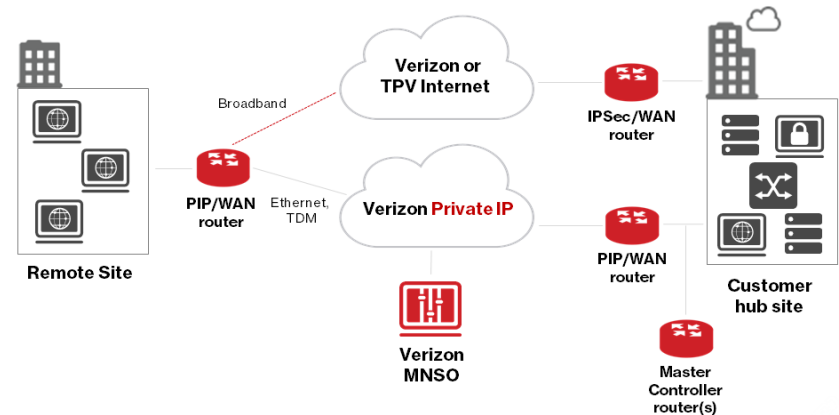 Verizon or
TPV Internet
Broadband
IPSec/WAN
router
PIP/WAN
router
Ethernet,
TDM
Verizon Private IP
PIP/WAN
router
Remote Site
Customer
hub site
Verizon
MNSO
Master
Controller
router(s)